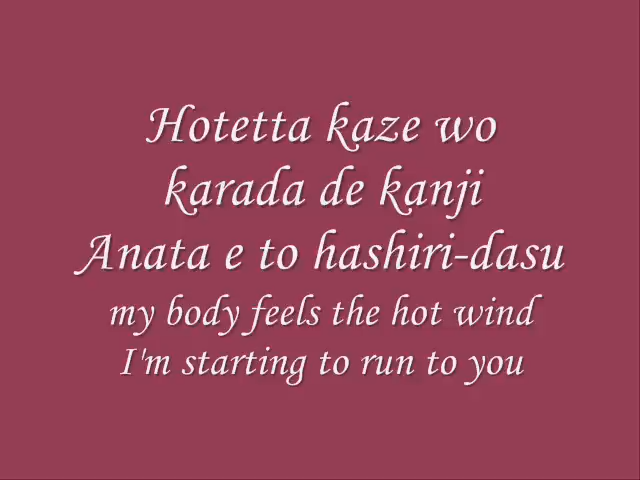 Hotetta kaze wo
karada de kanji
Anata e to hashiri-dasu
my body feels the hot wind
I'm starting to run to you